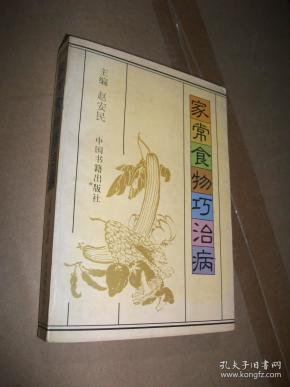 家常食物巧治病
主编 赵安民
中国书籍出版社
孔夫子旧书网
kongfz.com